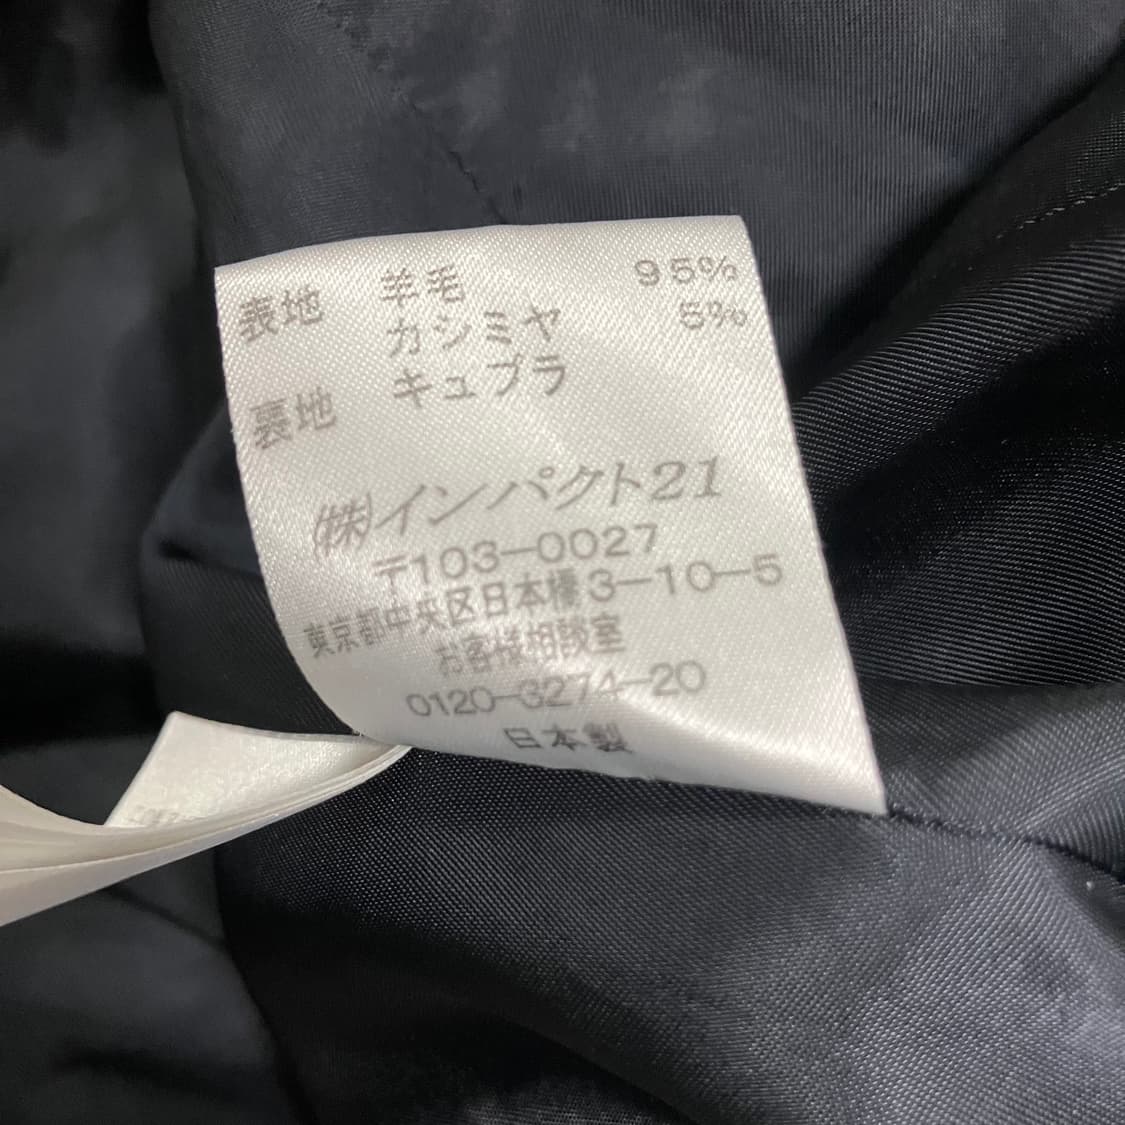 表地 羊毛 95%
カシミヤ 5%
裏地 キュプラ
(株)インパクト21
〒103-0027
東京都中央区日本橋3-10-5
お客様相談室
0120-3274-20
日本製